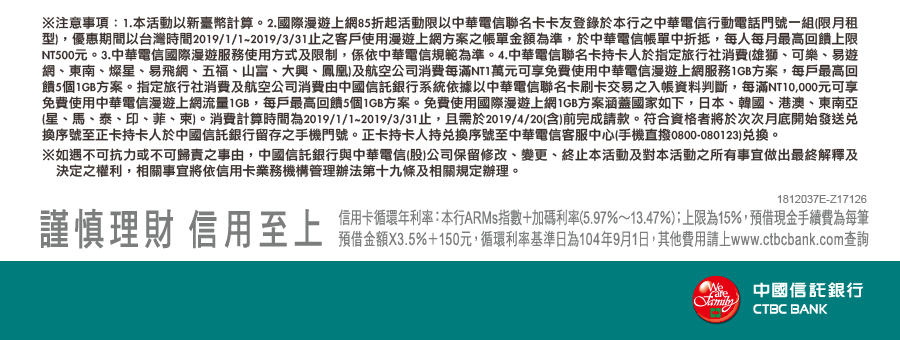 ※注意事項：1.本活動以新臺幣計算。2.國際漫遊上網85折起活動限以中華電信聯名卡卡友登錄於本行之中華電信行動電話門號一組(限月租
型)，優惠期間以台灣時間2019/1/1~2019/3/31止之客戶使用漫遊上網方案之帳單金額為準，於中華電信帳單中折抵，每人每月最高回饋上限
NT500元。3.中華電信國際漫遊服務使用方式及限制，係依中華電信規範為準。4.中華電信聯名卡持卡人於指定旅行社消費(雄獅、可樂、易遊
網、東南、燦星、易飛網、五福、山富、大興、鳳凰)及航空公司消費每滿NT1萬元可享免費使用中華電信漫遊上網服務1GB方案，每戶最高回
饋5個1GB方案。指定旅行社消費及航空公司消費由中國信託銀行系統依據以中華電信聯名卡刷卡交易之入帳資料判斷，每滿NT10,000元可享
免費使用中華電信漫遊上網流量1GB，每戶最高回饋5個1GB方案。免費使用國際漫遊上網1GB方案涵蓋國家如下，日本、韓國、港澳、東南亞
(星、馬、泰、印、菲、柬)。消費計算時間為2019/1/1~2019/3/31止，且需於2019/4/20(含)前完成請款。符合資格者將於次次月底開始發送兌
換序號至正卡持卡人於中國信託銀行留存之手機門號。正卡持卡人持兌換序號至中華電信客服中心(手機直撥0800-080123)兌換。
※如遇不可抗力或不可歸責之事由，中國信託銀行與中華電信(股)公司保留修改、變更、終止本活動及對本活動之所有事宜做出最終解釋及
決定之權利，相關事宜將依信用卡業務機構管理辦法第十九條及相關規定辦理。
1812037E-Z17126
謹慎理財 信用至上
信用卡循環年利率：本行ARMs指數＋加碼利率(5.97%～13.47%)；上限為15%，預借現金手續費為每筆
預借金額X3.5%＋150元，循環利率基準日為104年9月1日，其他費用請上www.ctbcbank.com查詢
We
care
Family
中國信託銀行
CTBC BANK